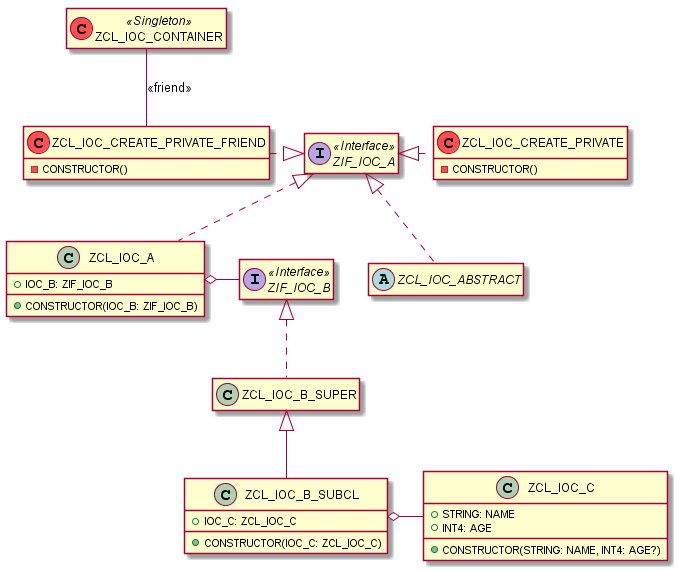 C
«Singleton»
ZCL_IOC_CONTAINER
«friend»
C
ZCL_IOC_CREATE_PRIVATE_FRIEND
CONSTRUCTOR()
I
«Interface»
ZIF_IOC_A
C
ZCL_IOC_CREATE_PRIVATE
CONSTRUCTOR()
C
ZCL_IOC_A
IOC_B: ZIF_IOC_B
CONSTRUCTOR(IOC_B: ZIF_IOC_B)
I
«Interface»
ZIF_IOC_B
A
ZCL_IOC_ABSTRACT
C
ZCL_IOC_B_SUPER
C
ZCL_IOC_B_SUBCL
IOC_C: ZCL_IOC_C
CONSTRUCTOR(IOC_C: ZCL_IOC_C)
C
ZCL_IOC_C
STRING: NAME
INT4: AGE
CONSTRUCTOR(STRING: NAME, INT4: AGE?)